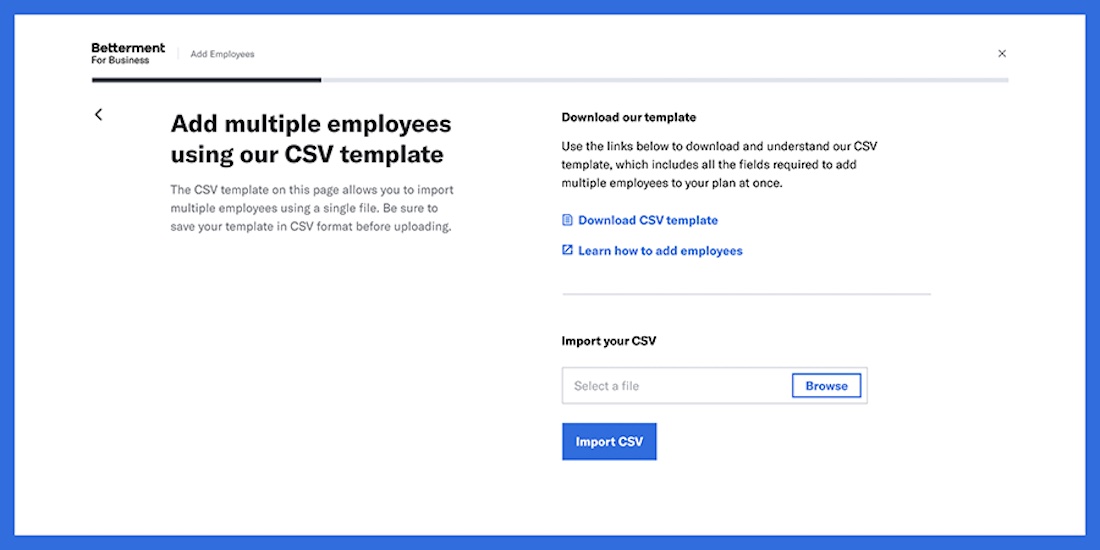 Betterment
For Business
Add Employees
Add multiple employees
using our CSV template
The CSV template on this page allows you to import
multiple employees using a single file. Be sure to
save your template in CSV format before uploading.
Download our template
Use the links below to download and understand our CSV
template, which includes all the fields required to add
multiple employees to your plan at once.
Download CSV template
Learn how to add employees
Import your CSV
Select a file
Browse
Import CSV